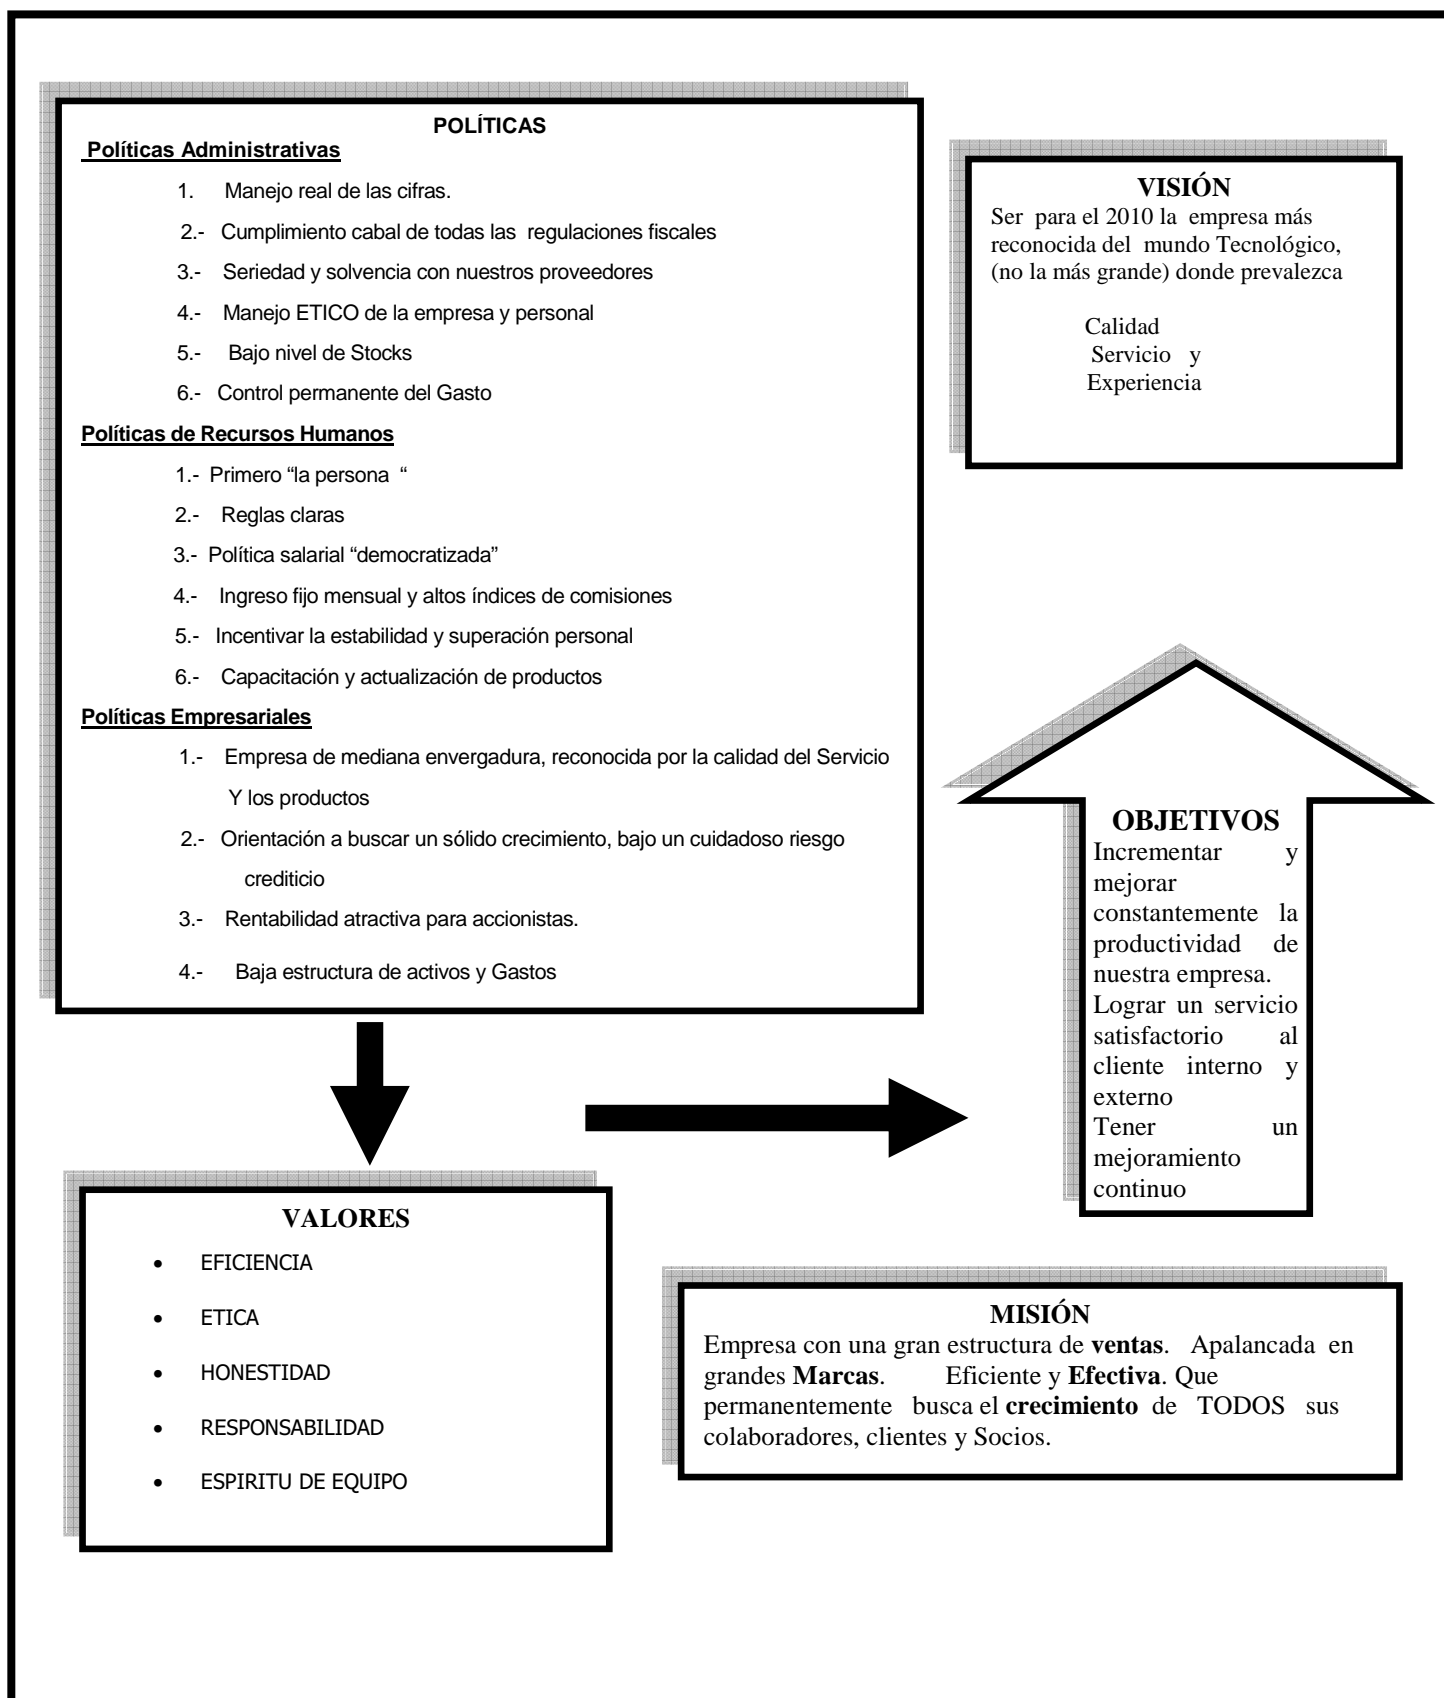 POLÍTICAS
Políticas Administrativas
1. Manejo real de las cifras.
2.- Cumplimiento cabal de todas las regulaciones fiscales
3.- Seriedad y solvencia con nuestros proveedores
4.- Manejo ETICO de la empresa y personal
5.- Bajo nivel de Stocks
6.- Control permanente del Gasto
Políticas de Recursos Humanos
1.- Primero “la persona “
2.- Reglas claras
3.- Política salarial “democratizada”
4.- Ingreso fijo mensual y altos índices de comisiones
5.- Incentivar la estabilidad y superación personal
6.- Capacitación y actualización de productos
Políticas Empresariales
1.- Empresa de mediana envergadura, reconocida por la calidad del Servicio
Y los productos
2.- Orientación a buscar un sólido crecimiento, bajo un cuidadoso riesgo
crediticio
3.- Rentabilidad atractiva para accionistas.
4.- Baja estructura de activos y Gastos
VISIÓN
Ser para el 2010 la empresa más
reconocida del mundo Tecnológico,
(no la más grande) donde prevalezca
Calidad
Servicio y
Experiencia
OBJETIVOS
Incrementar y
mejorar
constantemente la
productividad de
nuestra empresa.
Lograr un servicio
satisfactorio al
cliente interno y
externo
Tener un
mejoramiento
continuo
VALORES
• EFICIENCIA
• ETICA
• HONESTIDAD
• RESPONSABILIDAD
• ESPIRITU DE EQUIPO
MISIÓN
Empresa con una gran estructura de ventas. Apalancada en
grandes Marcas. Eficiente y Efectiva. Que
permanentemente busca el crecimiento de TODOS sus
colaboradores, clientes y Socios.